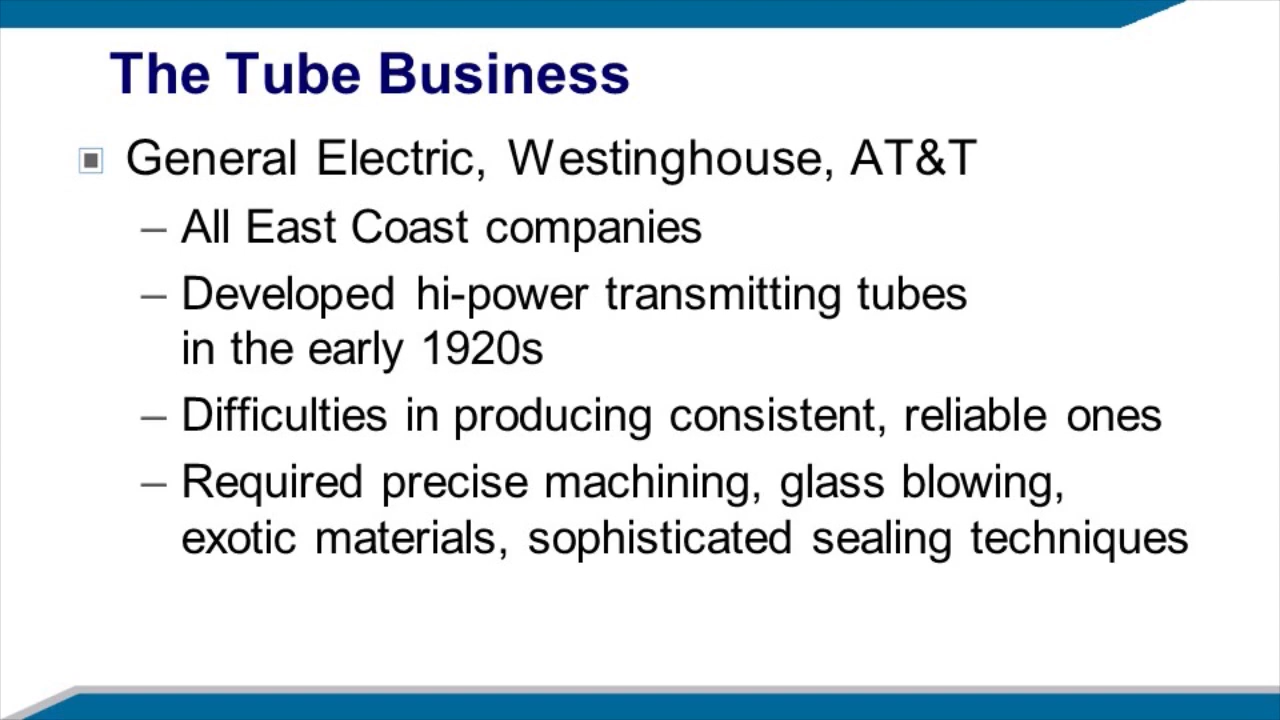 The Tube Business
General Electric, Westinghouse, AT&T
– All East Coast companies
– Developed hi-power transmitting tubes
in the early 1920s
– Difficulties in producing consistent, reliable ones
– Required precise machining, glass blowing,
exotic materials, sophisticated sealing techniques